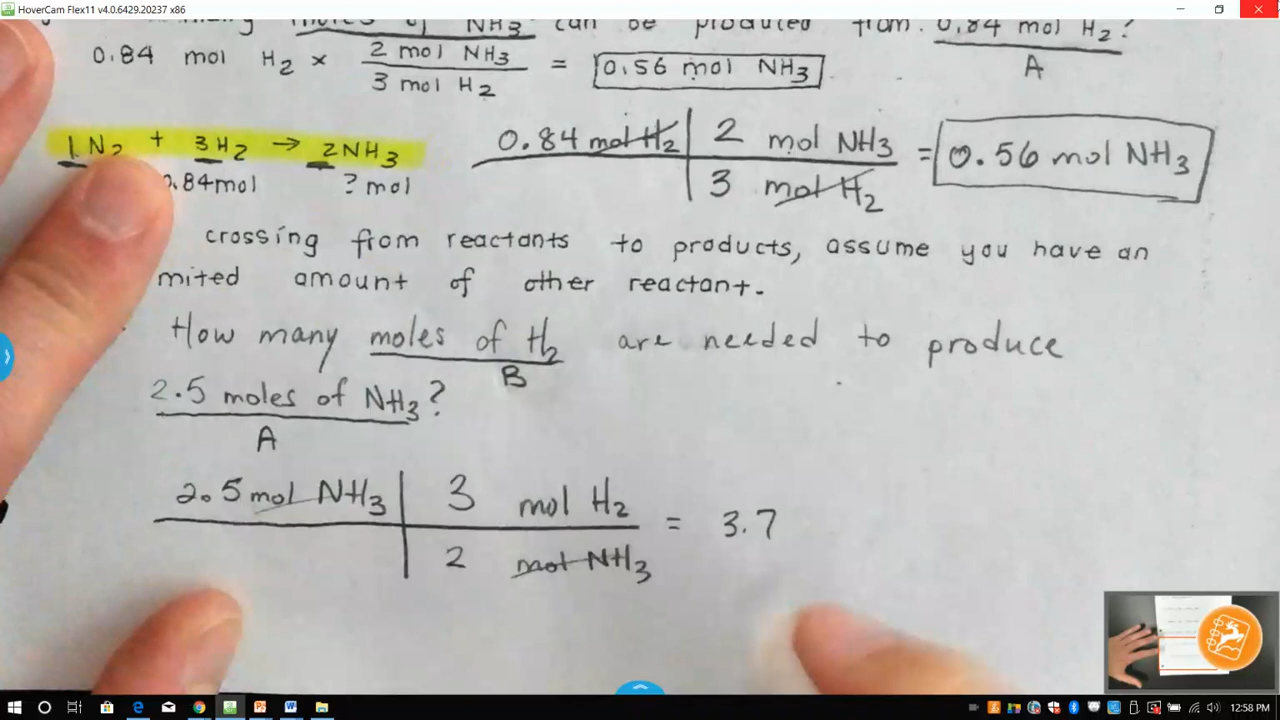 HoverCam Flex11 v4.0.6429.20237 x86
moles of NH3 can be produced from 0.84 mol H2?
A
0.84 mol H2 × 2 mol NH3 / 3 mol H2 = 0.56 mol NH3
1N2 + 3H2 → 2NH3
.84mol ? mol
0.84 mol H2 | 2 mol NH3 / 3 mol H2 = 0.56 mol NH3
crossing from reactants to products, assume you have an
mited amount of other reactant.
How many moles of H2 are needed to produce
B
2.5 moles of NH3?
A
2.5 mol NH3 | 3 mol H2 / 2 mol NH3 = 3.7
12:58 PM